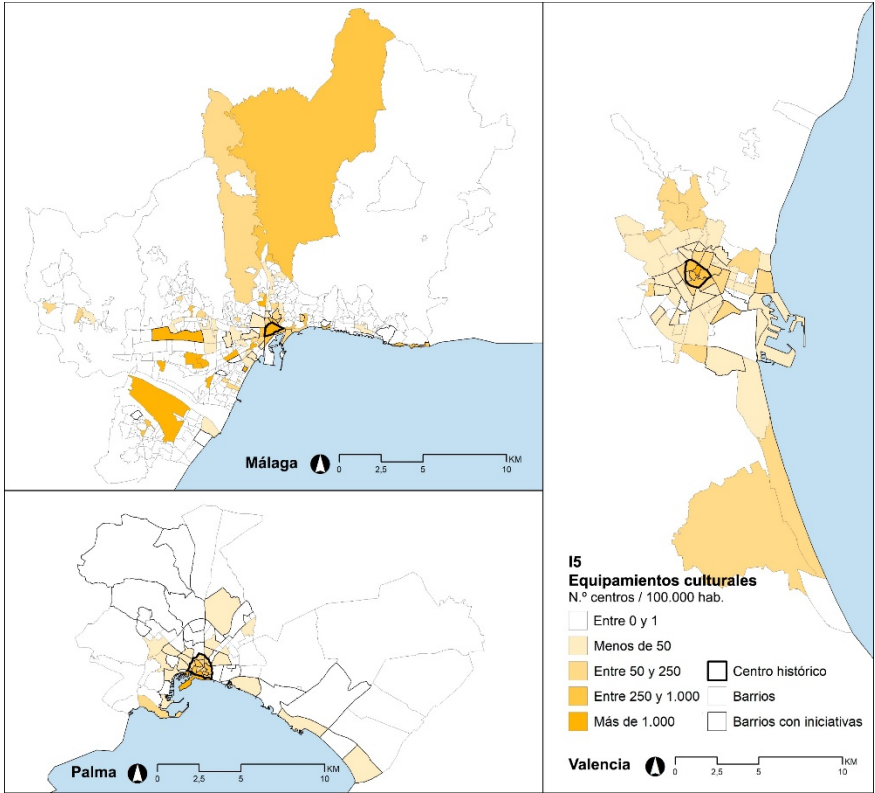 Málaga
0 2,5 5 10
KM
Palma
0 2,5 5 10
KM
I5
Equipamientos culturales
N.º centros / 100.000 hab.
Entre 0 y 1
Menos de 50
Entre 50 y 250
Entre 250 y 1.000
Más de 1.000
Centro histórico
Barrios
Barrios con iniciativas
Valencia
0 2,5 5 10
KM